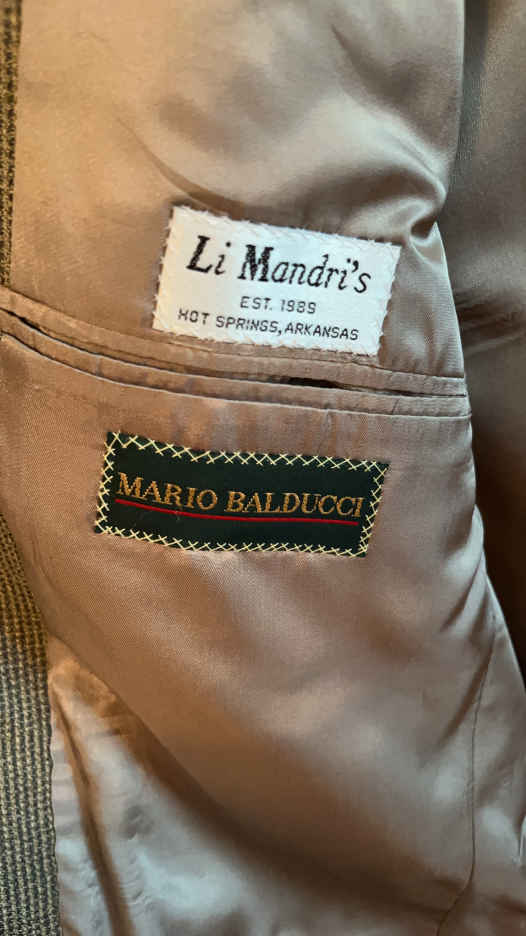 Li Mandri's
EST. 1989
HOT SPRINGS, ARKANSAS
MARIO BALDUCCI